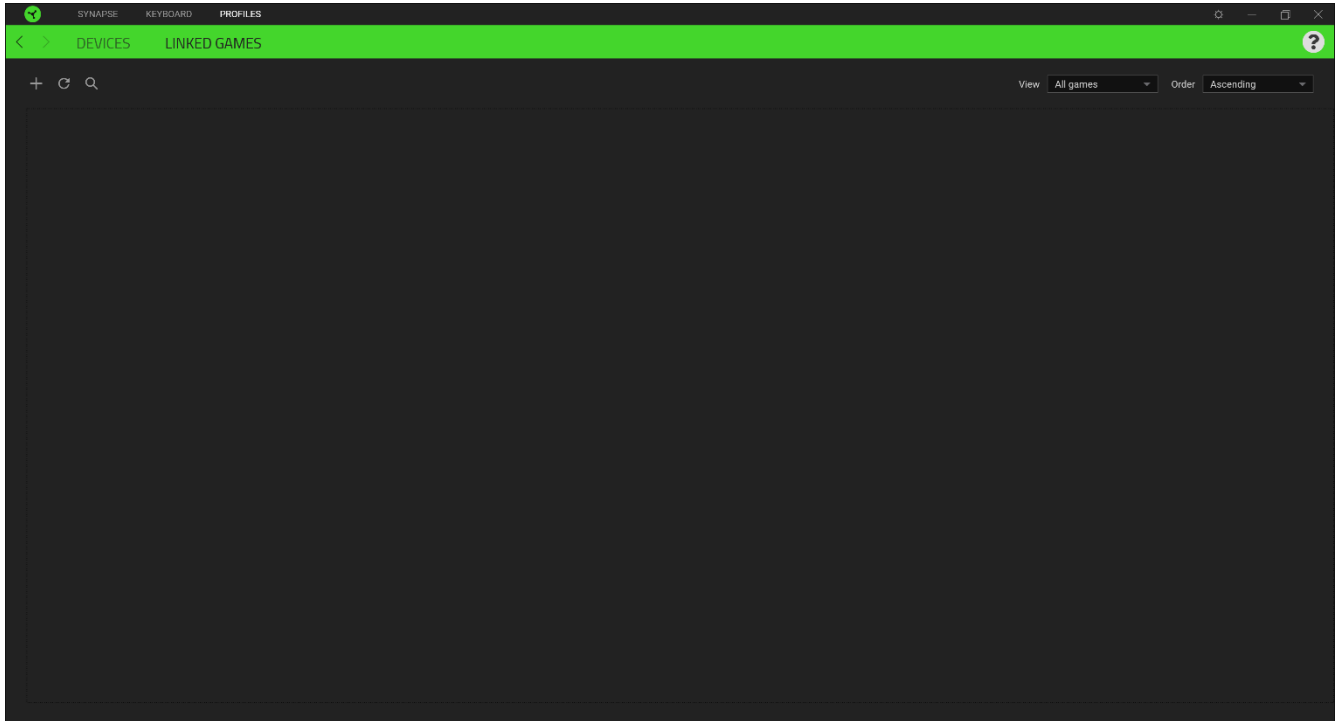 SYNAPSE KEYBOARD PROFILES
DEVICES LINKED GAMES ?
View All games Order Ascending